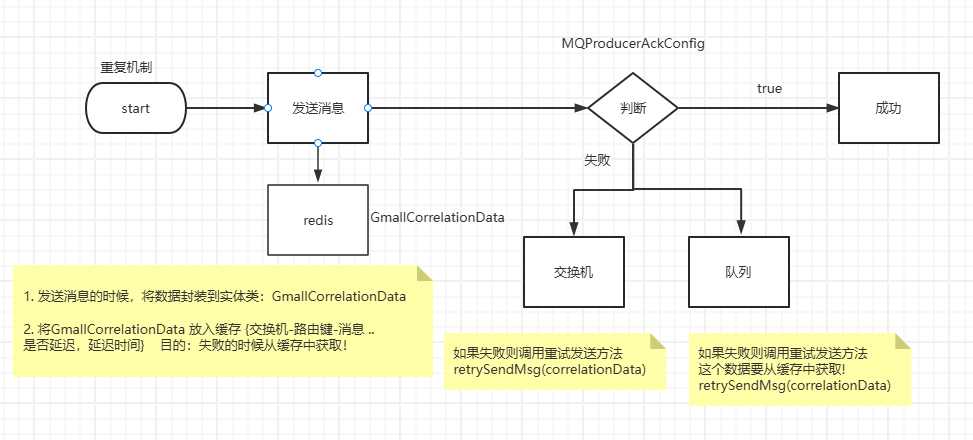 MQProducerAckConfig
重复机制
start
发送消息
判断
true
成功
失败
redis
GmallCorrelationData
交换机
队列
1. 发送消息的时候，将数据封装到实体类：GmallCorrelationData
2. 将GmallCorrelationData 放入缓存 {交换机-路由键-消息 ..
是否延迟，延迟时间} 目的：失败的时候从缓存中获取！
如果失败则调用重试发送方法
retrySendMsg(correlationData)
如果失败则调用重试发送方法
这个数据要从缓存中获取!
retrySendMsg(correlationData)